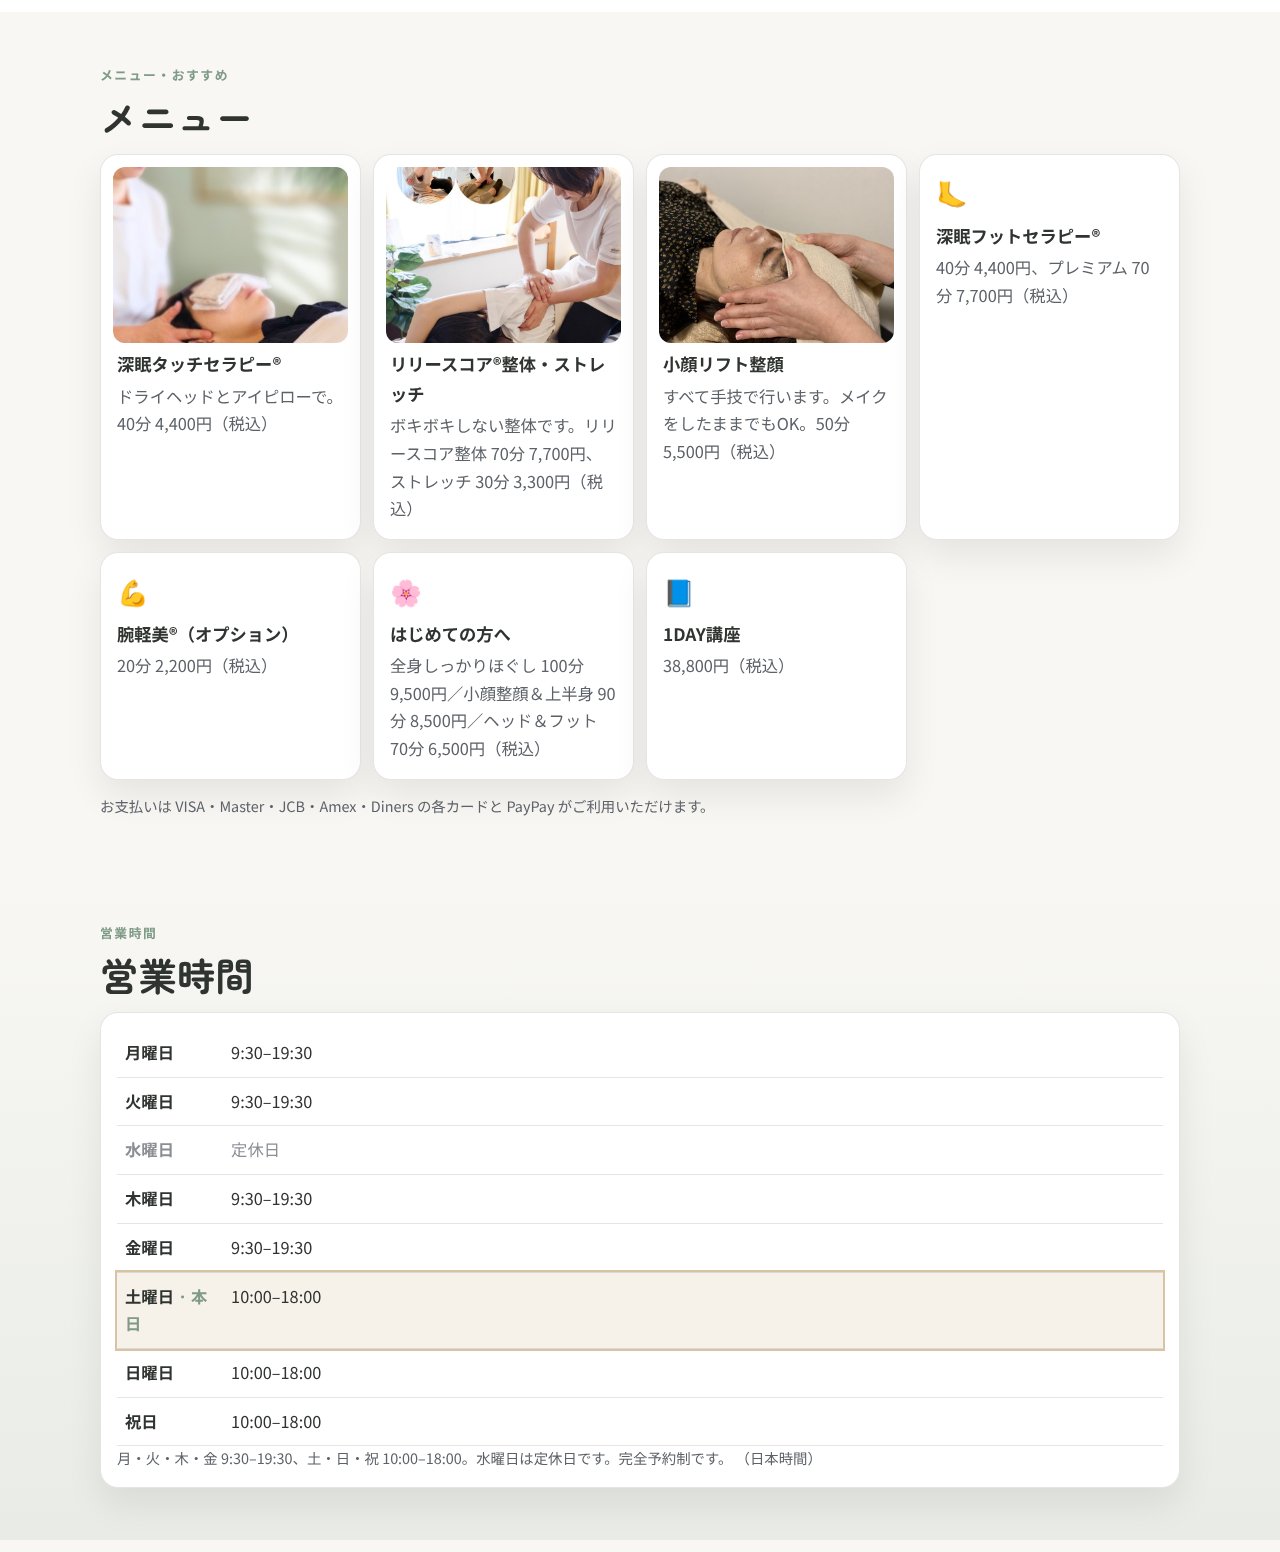 メニュー・おすすめ
メニュー
深眠タッチセラピー®
ドライヘッドとアイピローで。
40分 4,400円（税込）
リリースコア®整体・ストレ
ッチ
ボキボキしない整体です。リリ
ースコア整体 70分 7,700円、
ストレッチ 30分 3,300円（税
込）
小顔リフト整顔
すべて手技で行います。メイク
をしたままでもOK。50分
5,500円（税込）
深眠フットセラピー®
40分 4,400円、プレミアム 70
分 7,700円（税込）
腕軽美®（オプション）
20分 2,200円（税込）
はじめての方へ
全身しっかりほぐし 100分
9,500円／小顔整顔＆上半身 90
分 8,500円／ヘッド＆フット
70分 6,500円（税込）
1DAY講座
38,800円（税込）
お支払いは VISA・Master・JCB・Amex・Diners の各カードと PayPay がご利用いただけます。
営業時間
営業時間
月曜日 9:30–19:30
火曜日 9:30–19:30
水曜日 定休日
木曜日 9:30–19:30
金曜日 9:30–19:30
土曜日・本 10:00–18:00
日
日曜日 10:00–18:00
祝日 10:00–18:00
月・火・木・金 9:30–19:30、土・日・祝 10:00–18:00。水曜日は定休日です。完全予約制です。（日本時間）